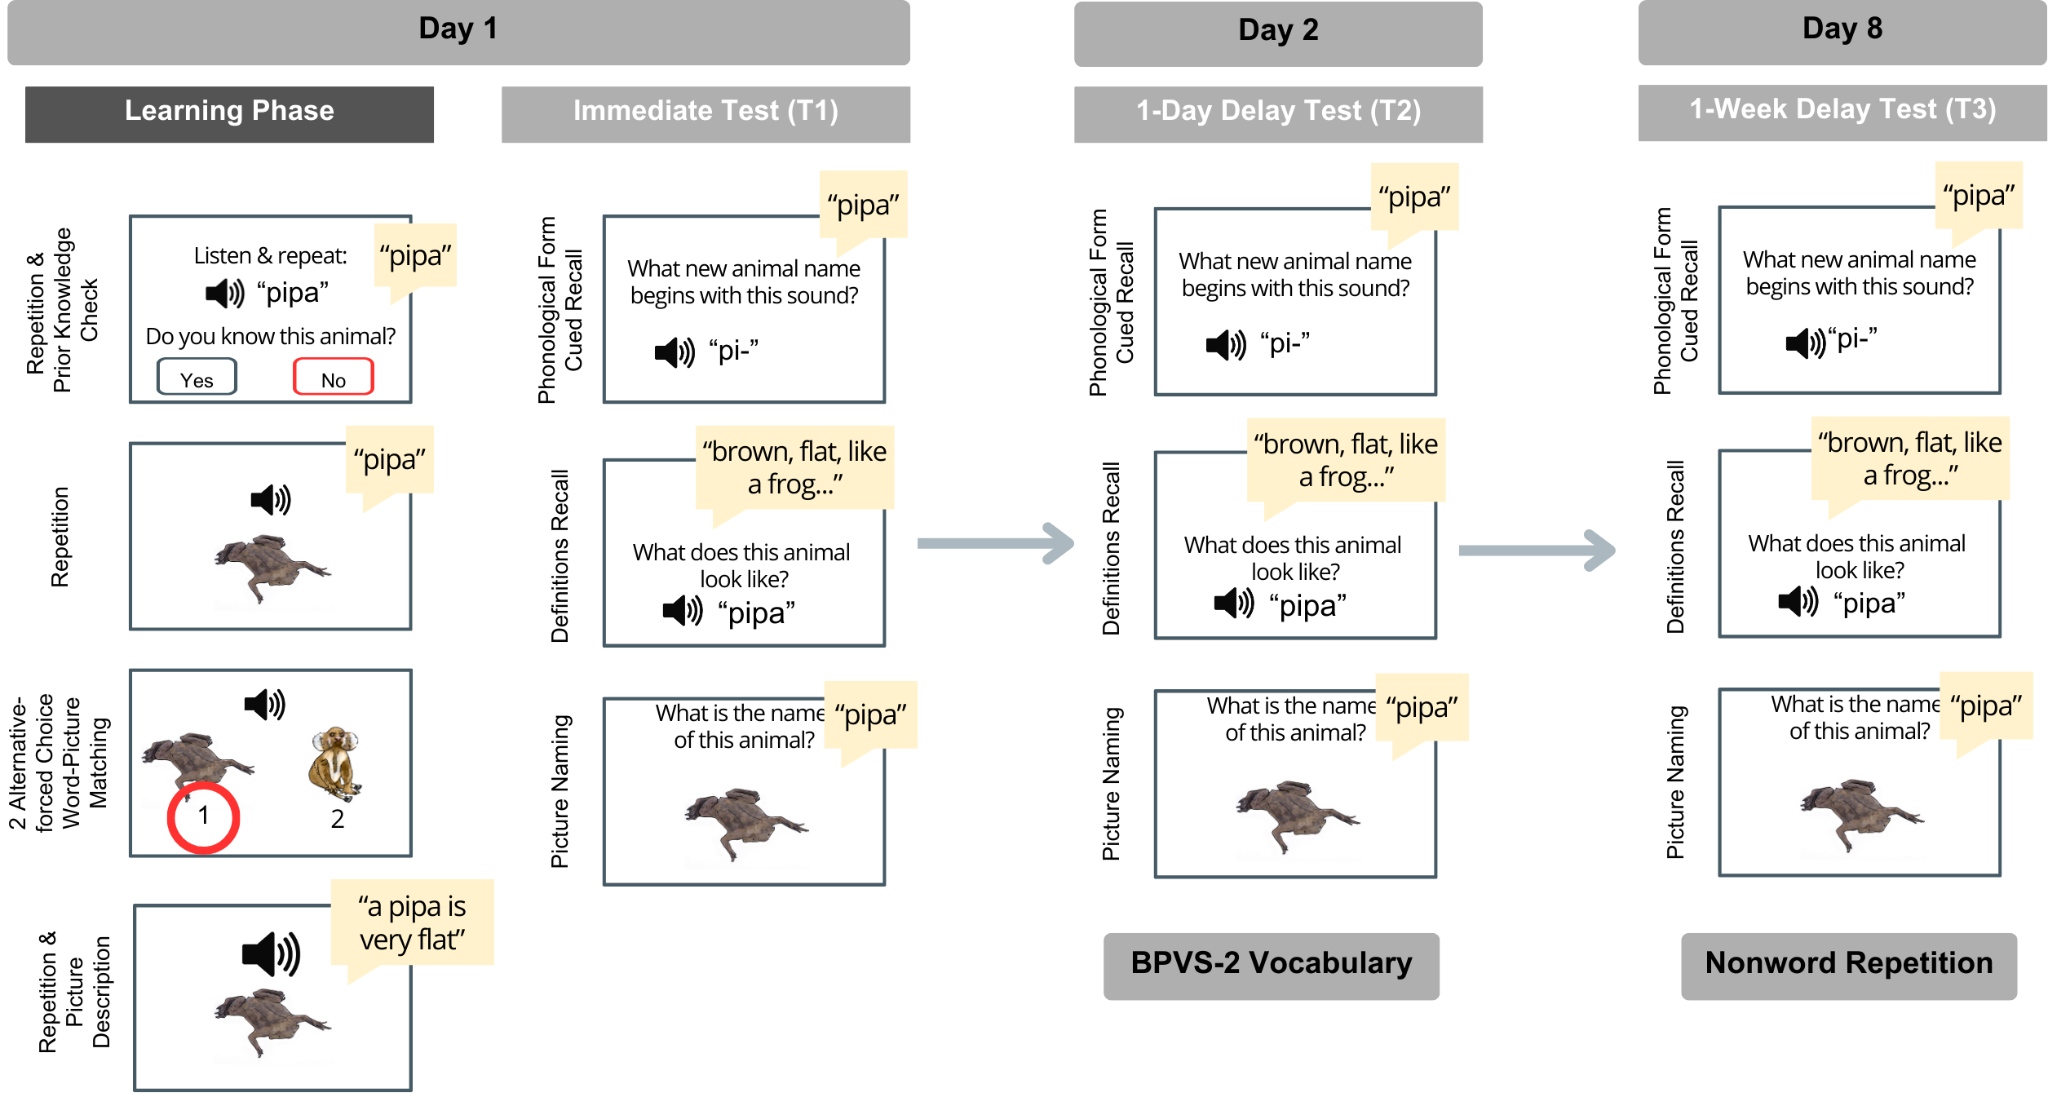 Day 1
Learning Phase
Repetition &
Prior Knowledge
Check
Listen & repeat:
“pipa”
“pipa”
Do you know this animal?
Yes
No
Repetition
“pipa”
2 Alternative-
forced Choice
Word-Picture
Matching
1
2
Repetition &
Picture
Description
“a pipa is
very flat”
Immediate Test (T1)
Phonological Form
Cued Recall
“pipa”
What new animal name
begins with this sound?
“pi-”
Definitions Recall
“brown, flat, like
a frog...”
What does this animal
look like?
“pipa”
Picture Naming
What is the name
of this animal?
“pipa”
Day 2
1-Day Delay Test (T2)
Phonological Form
Cued Recall
“pipa”
What new animal name
begins with this sound?
“pi-”
Definitions Recall
“brown, flat, like
a frog...”
What does this animal
look like?
“pipa”
Picture Naming
What is the name
of this animal?
“pipa”
BPVS-2 Vocabulary
Day 8
1-Week Delay Test (T3)
Phonological Form
Cued Recall
“pipa”
What new animal name
begins with this sound?
“pi-”
Definitions Recall
“brown, flat, like
a frog...”
What does this animal
look like?
“pipa”
Picture Naming
What is the name
of this animal?
“pipa”
Nonword Repetition